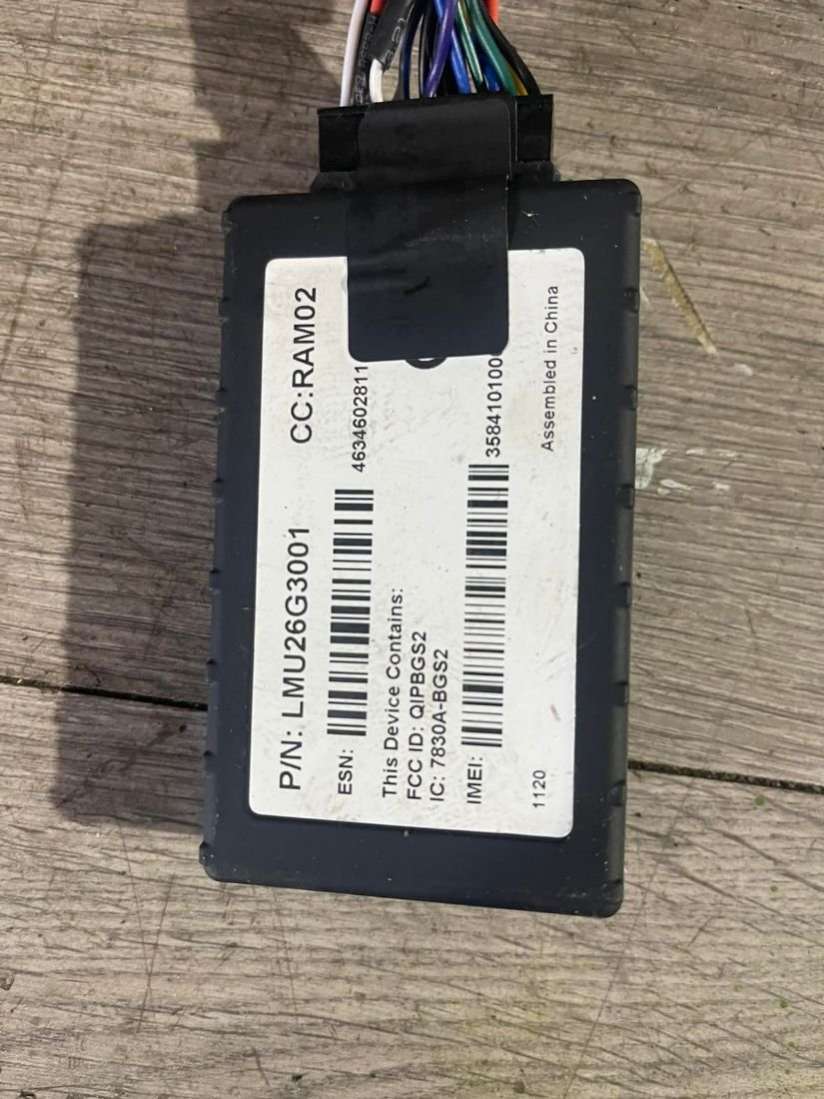 P/N: LMU26G3001 CC:RAM02
ESN: 4634602811
This Device Contains:
FCC ID: QIPBGS2
IC: 7830A-BGS2
IMEI: 35841010
1120 Assembled in China